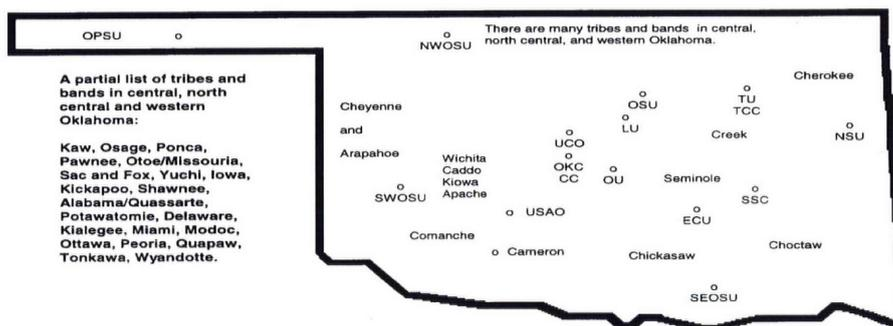 OPSU o
There are many tribes and bands in central,
north central, and western Oklahoma.
o
NWOSU
A partial list of tribes and
bands in central, north
central and western
Oklahoma:
Kaw, Osage, Ponca,
Pawnee, Otoe/Missouria,
Sac and Fox, Yuchi, Iowa,
Kickapoo, Shawnee,
Alabama/Quassarte,
Potawatomie, Delaware,
Kialegee, Miami, Modoc,
Ottawa, Peoria, Quapaw,
Tonkawa, Wyandotte.
Cherokee
Cheyenne
and
Arapahoe
o
OSU
o
TU
TCC
o
LU
Creek
o
NSU
o
UCO
o
OKC
CC
o
OU
Wichita
Caddo
Kiowa
Apache
o
SWOSU
Seminole
o
SSC
o USAO
o
ECU
Comanche
o Cameron
Chickasaw
Choctaw
o
SEOSU